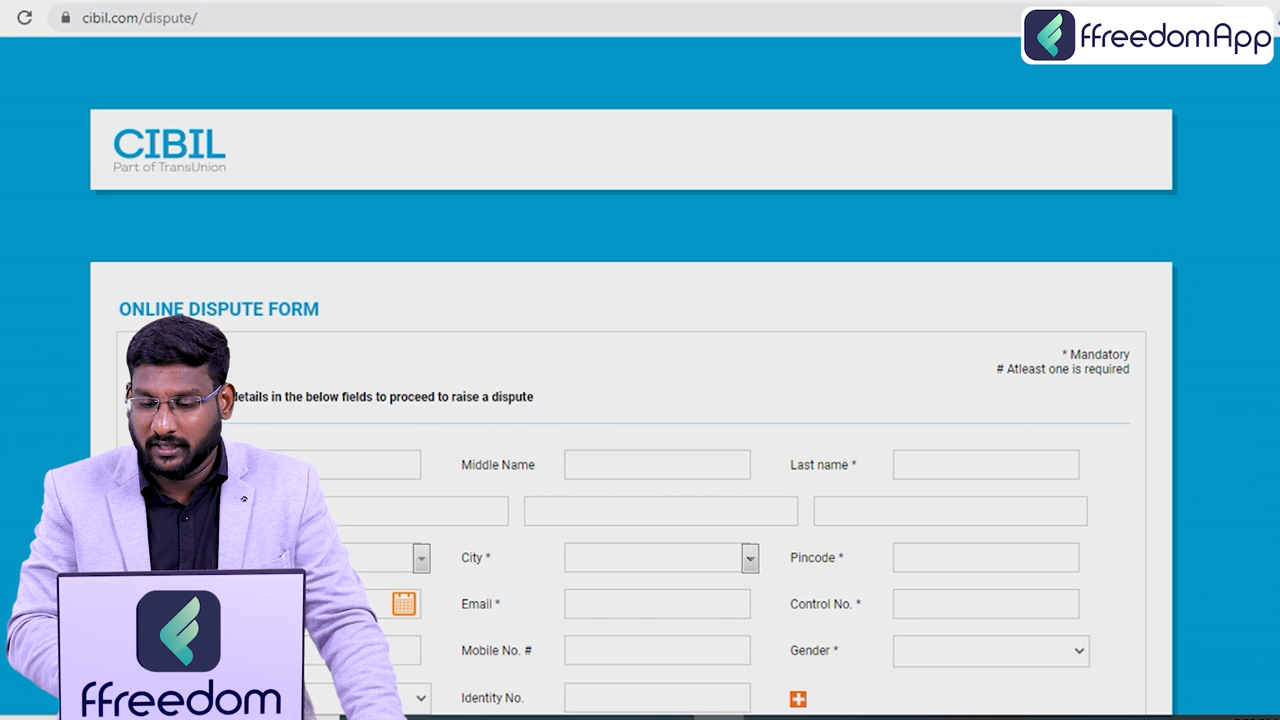 cibil.com/dispute/
ffreedomApp
CIBIL
Part of TransUnion
ONLINE DISPUTE FORM
* Mandatory
# Atleast one is required
details in the below fields to proceed to raise a dispute
Middle Name
Last name *
City *
Pincode *
Email *
Control No. *
Mobile No. #
Gender *
Identity No.
ffreedom